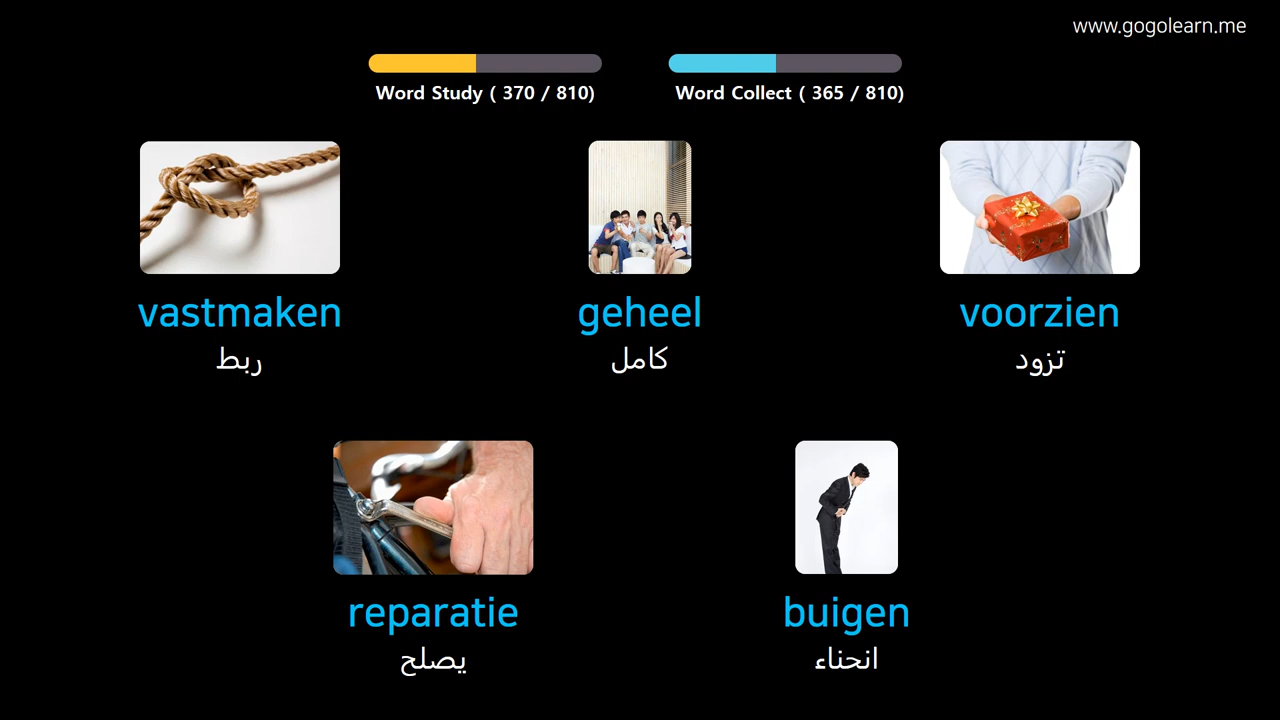 www.gogolearn.me
Word Study ( 370 / 810)
Word Collect ( 365 / 810)
vastmaken
ربط
geheel
كامل
voorzien
تزود
reparatie
يصلح
buigen
انحناء